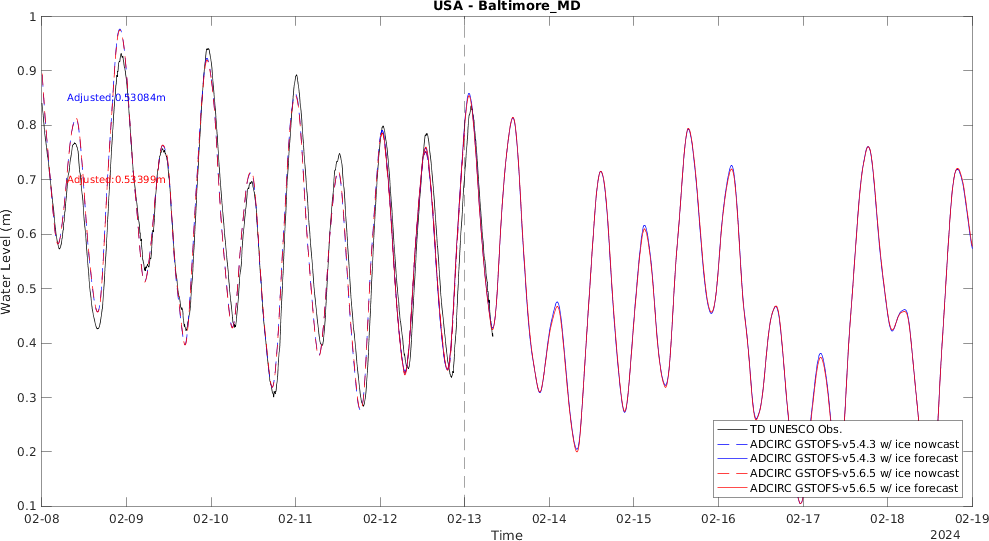 USA - Baltimore_MD
Water Level (m)
1
0.9
0.8
0.7
0.6
0.5
0.4
0.3
0.2
0.1
Adjusted:0.53084m
Adjusted:0.53399m
TD UNESCO Obs.
ADCIRC GSTOFS-v5.4.3 w/ ice nowcast
ADCIRC GSTOFS-v5.4.3 w/ ice forecast
ADCIRC GSTOFS-v5.6.5 w/ ice nowcast
ADCIRC GSTOFS-v5.6.5 w/ ice forecast
02-08 02-09 02-10 02-11 02-12 02-13 02-14 02-15 02-16 02-17 02-18 02-19
Time
2024